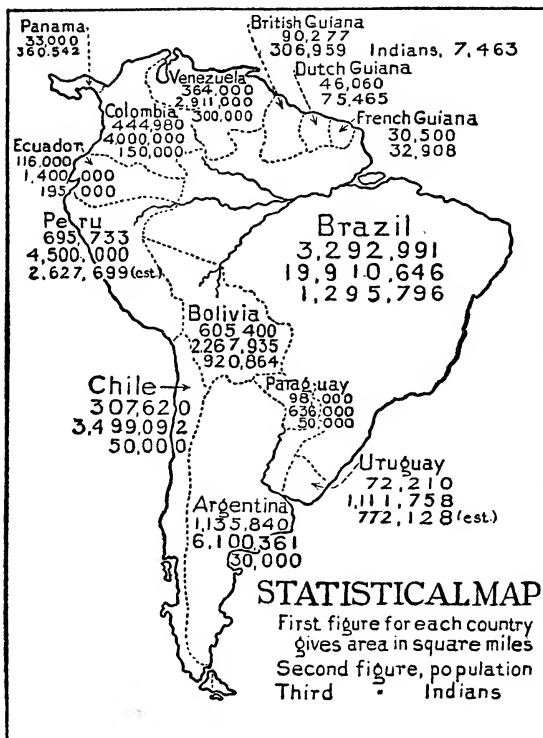 Panama
33,000
360,542
British Guiana
90,277
306,959 Indians, 7,463
Dutch Guiana
46,060
75,465
French Guiana
30,500
32,908
Venezuela
364,000
2,911,000
300,000
Colombia
444,980
4,000,000
150,000
Ecuador
116,000
1,400,000
195,000
Peru
695,733
4,500,000
2,627,699 (est.)
Brazil
3,292,991
19,910,646
1,295,796
Bolivia
605,400
2,267,935
920,864
Chile
307,620
3,499,092
50,000
Paraguay
98,000
636,000
50,000
Uruguay
72,210
1,111,758
772,128 (est.)
Argentina
1,135,840
6,100,361
30,000
STATISTICAL MAP
First figure for each country
gives area in square miles
Second figure, population
Third " Indians